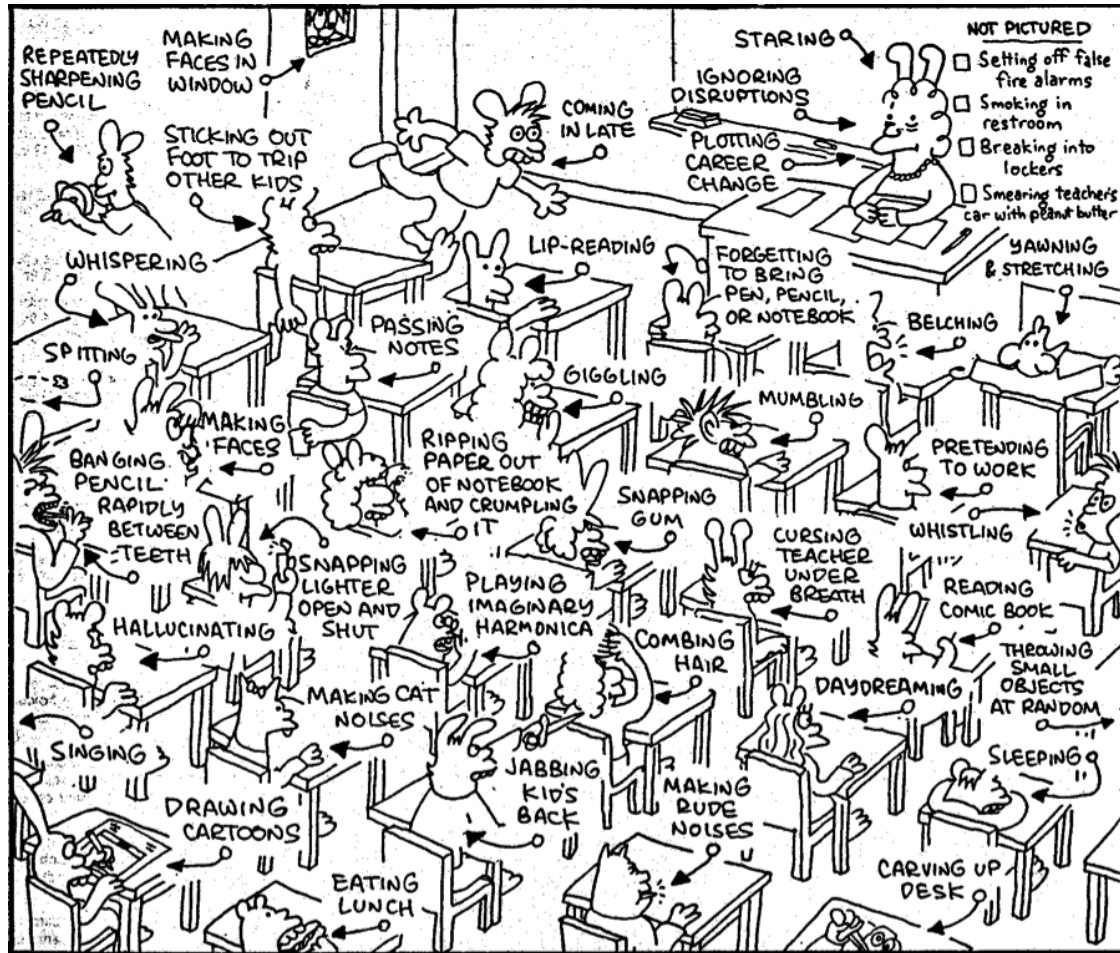 REPEATEDLY
SHARPENING
PENCIL
MAKING
FACES IN
WINDOW
STICKING OUT
FOOT TO TRIP
OTHER KIDS
COMING
IN LATE
STARING
IGNORING
DISRUPTIONS
PLOTTING
CAREER
CHANGE
NOT PICTURED
Setting off false
fire alarms
Smoking in
restroom
Breaking into
lockers
Smearing teacher's
car with peanut butter
WHISPERING
LIP-READING
FORGETTING
TO BRING
PEN, PENCIL,
OR NOTEBOOK
YAWNING
& STRETCHING
SPITTING
PASSING
NOTES
GIGGLING
BELCHING
MAKING
FACES
MUMBLING
BANGING
PENCIL
RAPIDLY
BETWEEN
TEETH
RIPPING
PAPER OUT
OF NOTEBOOK
AND CRUMPLING
IT
SNAPPING
GUM
PRETENDING
TO WORK
WHISTLING
SNAPPING
LIGHTER
OPEN AND
SHUT
PLAYING
IMAGINARY
HARMONICA
CURSING
TEACHER
UNDER
BREATH
READING
COMIC BOOK
HALLUCINATING
COMBING
HAIR
THROWING
SMALL
OBJECTS
AT RANDOM
MAKING CAT
NOISES
DAYDREAMING
SINGING
JABBING
KID'S
BACK
MAKING
RUDE
NOISES
SLEEPING
DRAWING
CARTOONS
EATING
LUNCH
CARVING UP
DESK